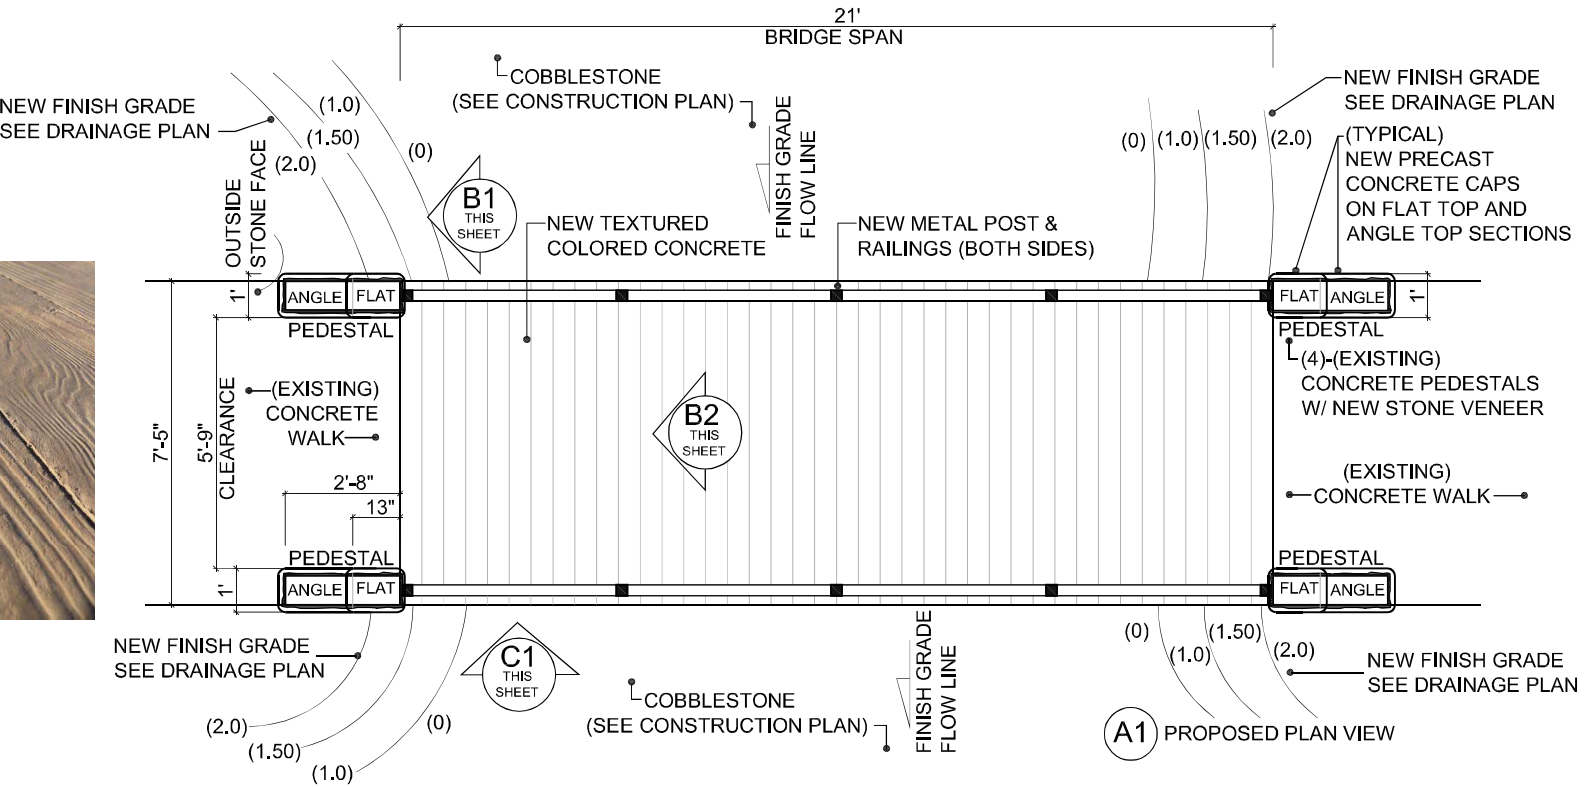 21'
BRIDGE SPAN
COBBLESTONE
(SEE CONSTRUCTION PLAN)
NEW FINISH GRADE
SEE DRAINAGE PLAN
(1.0)
(1.50)
(2.0)
(0)
OUTSIDE
STONE FACE
B1
THIS
SHEET
FINISH GRADE
FLOW LINE
NEW TEXTURED
COLORED CONCRETE
NEW METAL POST &
RAILINGS (BOTH SIDES)
(0)
(1.0)
(1.50)
(2.0)
NEW FINISH GRADE
SEE DRAINAGE PLAN
(TYPICAL)
NEW PRECAST
CONCRETE CAPS
ON FLAT TOP AND
ANGLE TOP SECTIONS
1'
ANGLE
FLAT
PEDESTAL
FLAT
ANGLE
1'
PEDESTAL
(4)-(EXISTING)
CONCRETE PEDESTALS
W/ NEW STONE VENEER
7'-5"
5'-9"
CLEARANCE
(EXISTING)
CONCRETE
WALK
2'-8"
13"
B2
THIS
SHEET
(EXISTING)
CONCRETE WALK
PEDESTAL
1'
ANGLE
FLAT
PEDESTAL
FLAT
ANGLE
NEW FINISH GRADE
SEE DRAINAGE PLAN
(2.0)
(1.50)
(1.0)
(0)
C1
THIS
SHEET
COBBLESTONE
(SEE CONSTRUCTION PLAN)
FINISH GRADE
FLOW LINE
(0)
(1.0)
(1.50)
(2.0)
NEW FINISH GRADE
SEE DRAINAGE PLAN
A1
PROPOSED PLAN VIEW